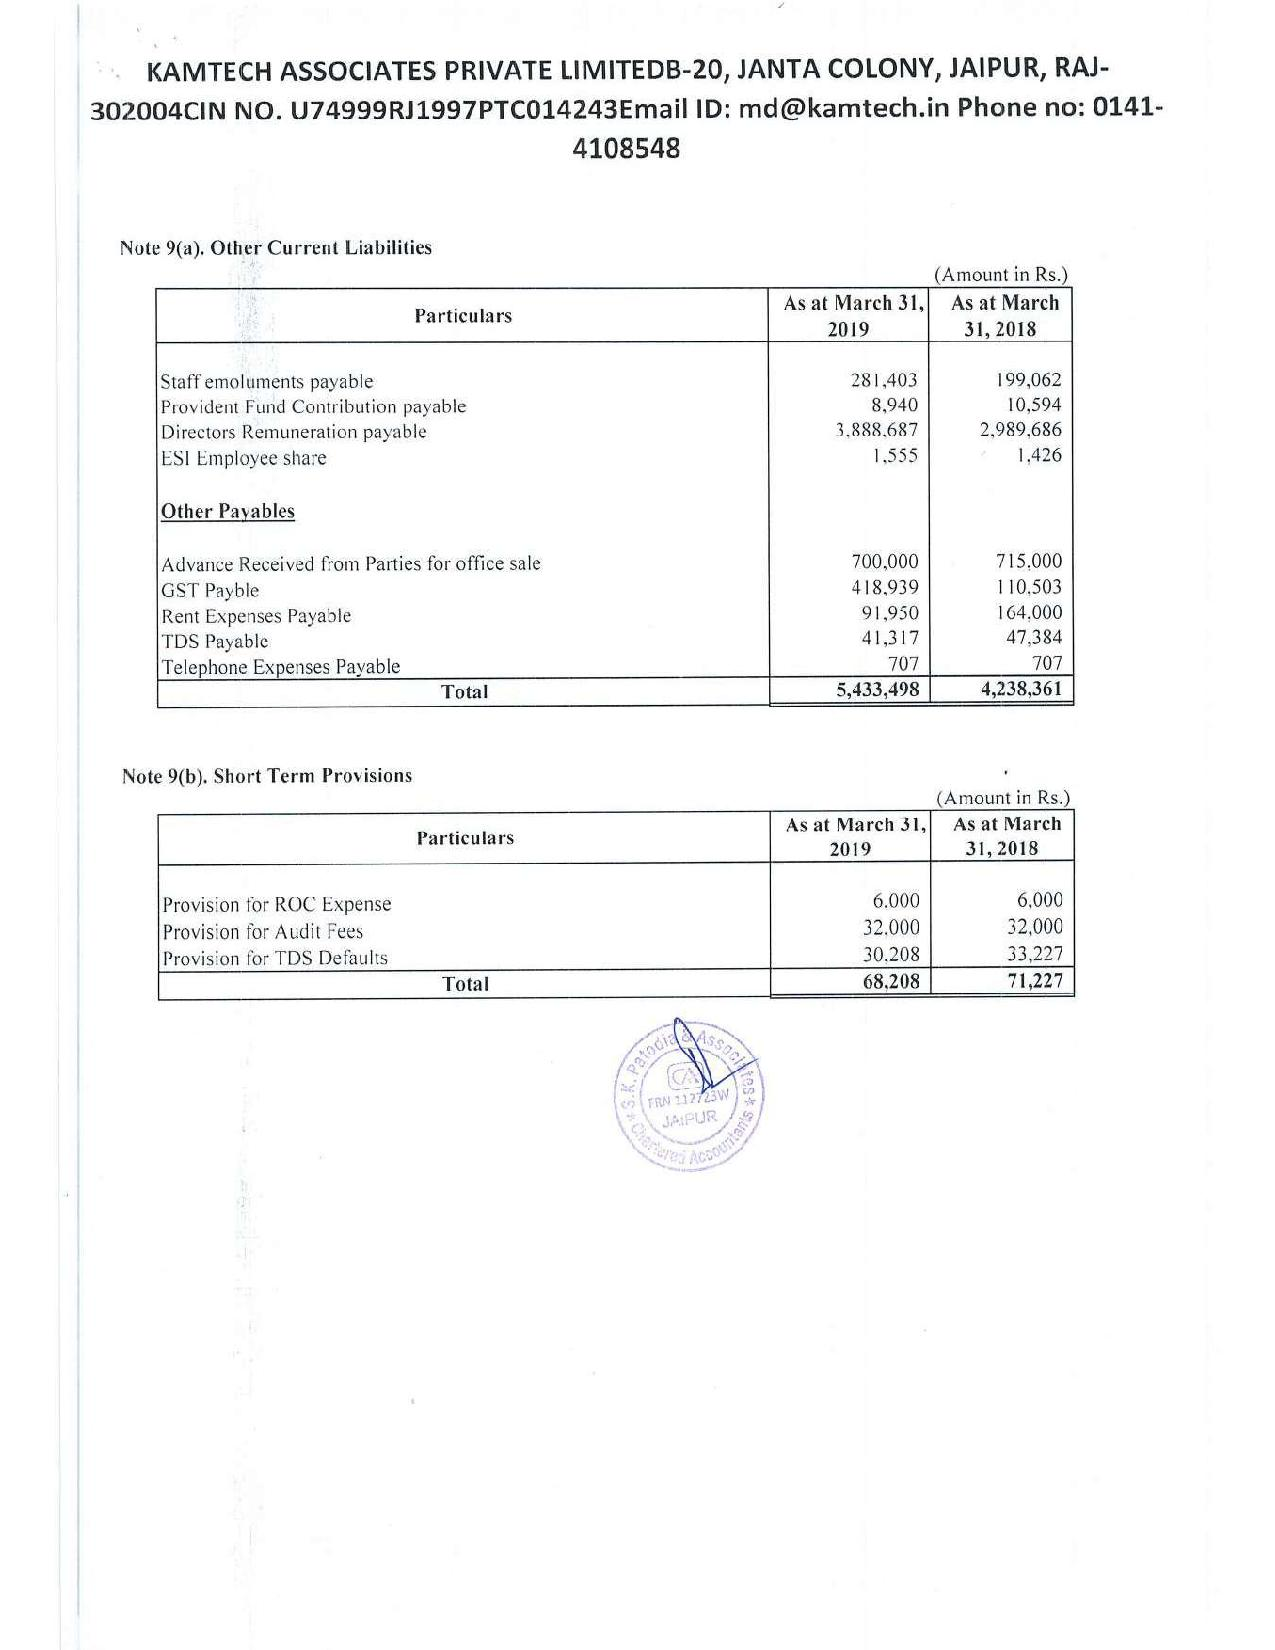 KAMTECH ASSOCIATES PRIVATE LIMITEDB-20, JANTA COLONY, JAIPUR, RAJ-
302004CIN NO. U74999RJ1997PTC014243Email ID: md@kamtech.in Phone no: 0141-
4108548
Note 9(a). Other Current Liabilities
(Amount in Rs.)
Particulars As at March 31, 2019 As at March 31, 2018
Staff emoluments payable 281,403 199,062
Provident Fund Contribution payable 8,940 10,594
Directors Remuneration payable 3,888,687 2,989,686
ESI Employee share 1,555 1,426
Other Payables
Advance Received from Parties for office sale 700,000 715,000
GST Payble 418,939 110,503
Rent Expenses Payable 91,950 164,000
TDS Payable 41,317 47,384
Telephone Expenses Payable 707 707
Total 5,433,498 4,238,361
Note 9(b). Short Term Provisions
(Amount in Rs.)
Particulars As at March 31, 2019 As at March 31, 2018
Provision for ROC Expense 6,000 6,000
Provision for Audit Fees 32,000 32,000
Provision for TDS Defaults 30,208 33,227
Total 68,208 71,227
S.K. Patodia & Associates
CA
FRN 112723W
JAIPUR
Chartered Accountants